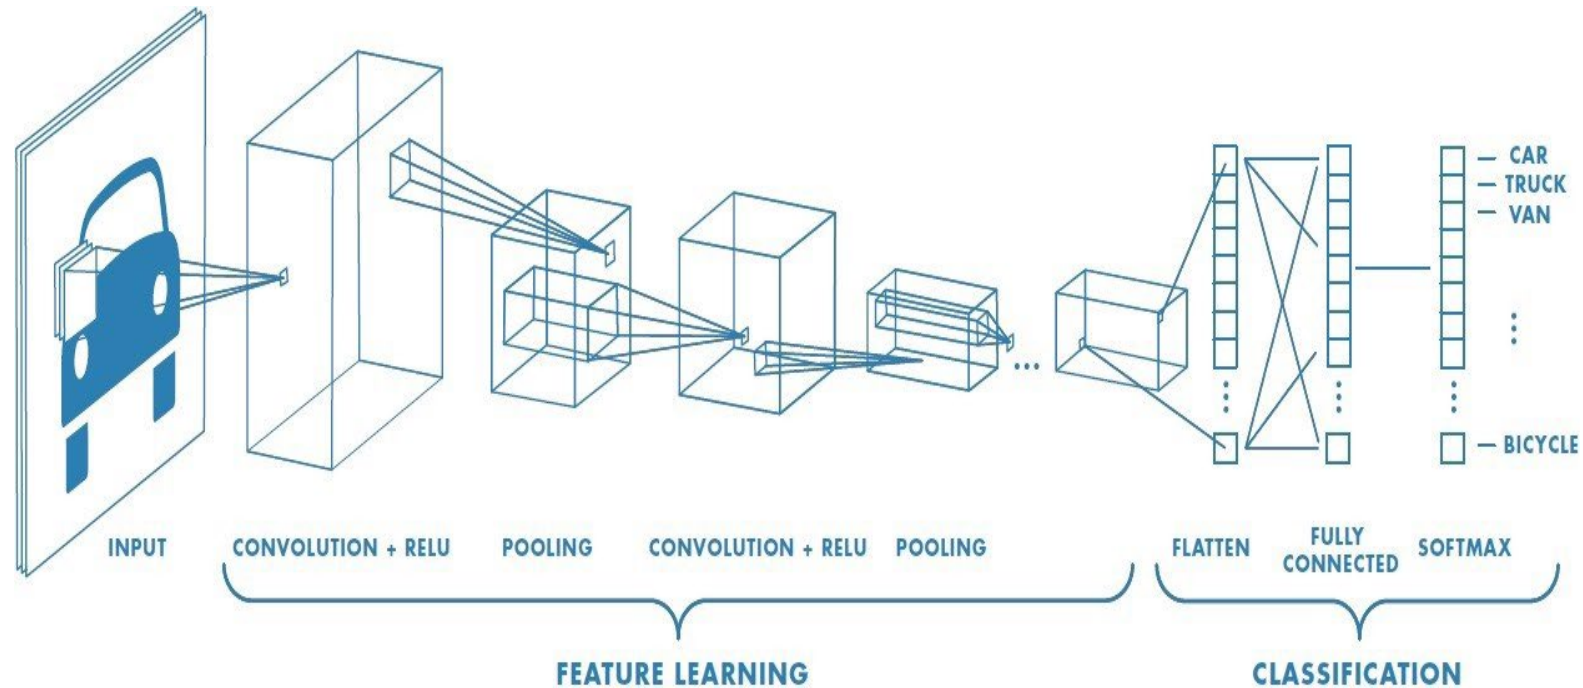 CAR
TRUCK
VAN
BICYCLE
INPUT
CONVOLUTION + RELU
POOLING
CONVOLUTION + RELU
POOLING
FLATTEN
FULLY
CONNECTED
SOFTMAX
FEATURE LEARNING
CLASSIFICATION